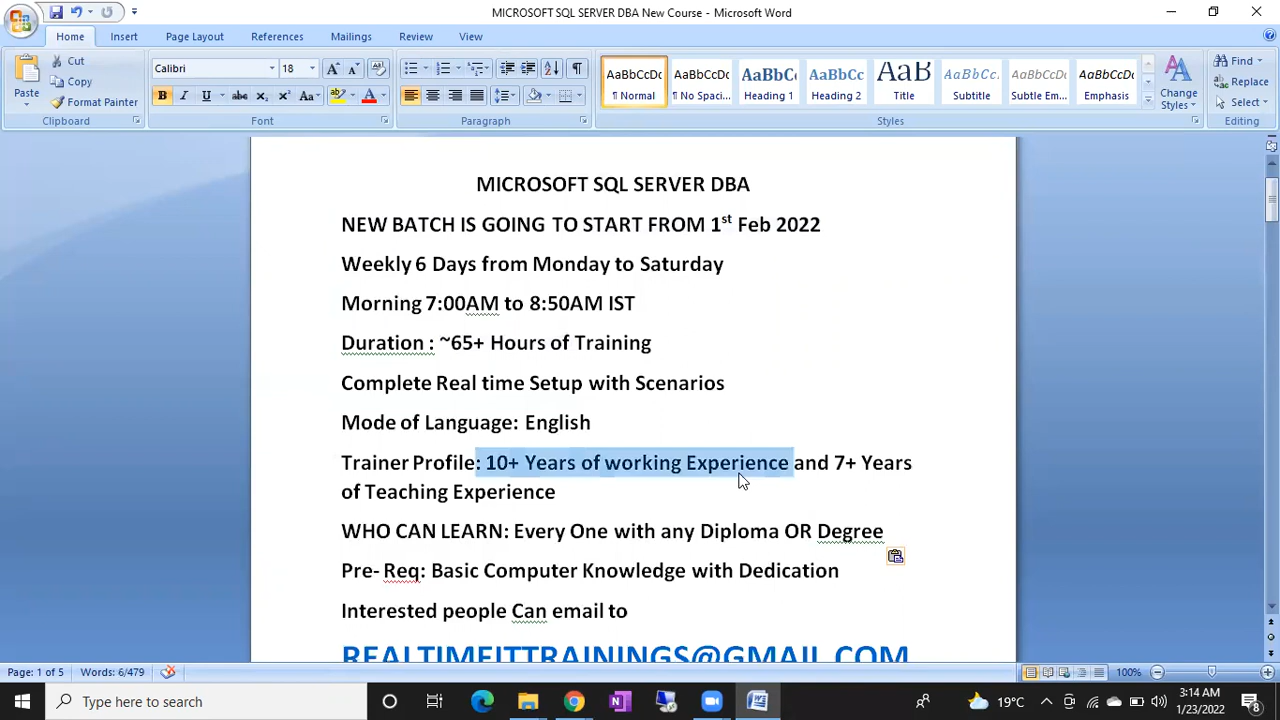 MICROSOFT SQL SERVER DBA New Course - Microsoft Word
Home Insert Page Layout References Mailings Review View
Paste
Cut
Copy
Format Painter
Clipboard
Calibri 18
Font
Paragraph
AaBbCcDc AaBbCcDc AaBbC AaBbCc AaB AaBbCc. AaBbCcDc AaBbCcDc
¶ Normal ¶ No Spaci... Heading 1 Heading 2 Title Subtitle Subtle Em... Emphasis
Change Styles
Styles
Find
Replace
Select
Editing
MICROSOFT SQL SERVER DBA
NEW BATCH IS GOING TO START FROM 1st Feb 2022
Weekly 6 Days from Monday to Saturday
Morning 7:00AM to 8:50AM IST
Duration : ~65+ Hours of Training
Complete Real time Setup with Scenarios
Mode of Language: English
Trainer Profile: 10+ Years of working Experience and 7+ Years
of Teaching Experience
WHO CAN LEARN: Every One with any Diploma OR Degree
Pre- Req: Basic Computer Knowledge with Dedication
Interested people Can email to
REALTIMEITTRAININGS@GMAIL.COM
Page: 1 of 5 Words: 6/479 100%
Type here to search
19°C
3:14 AM
1/23/2022
8